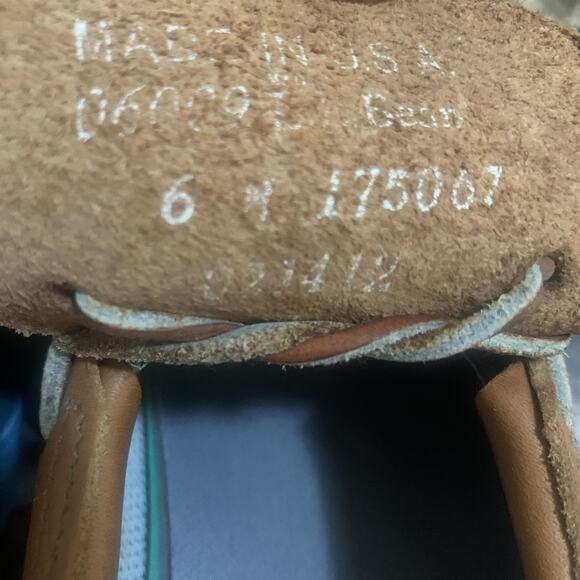 MADE IN U.S.A.
06009 L.L. Bean
6 M 175067